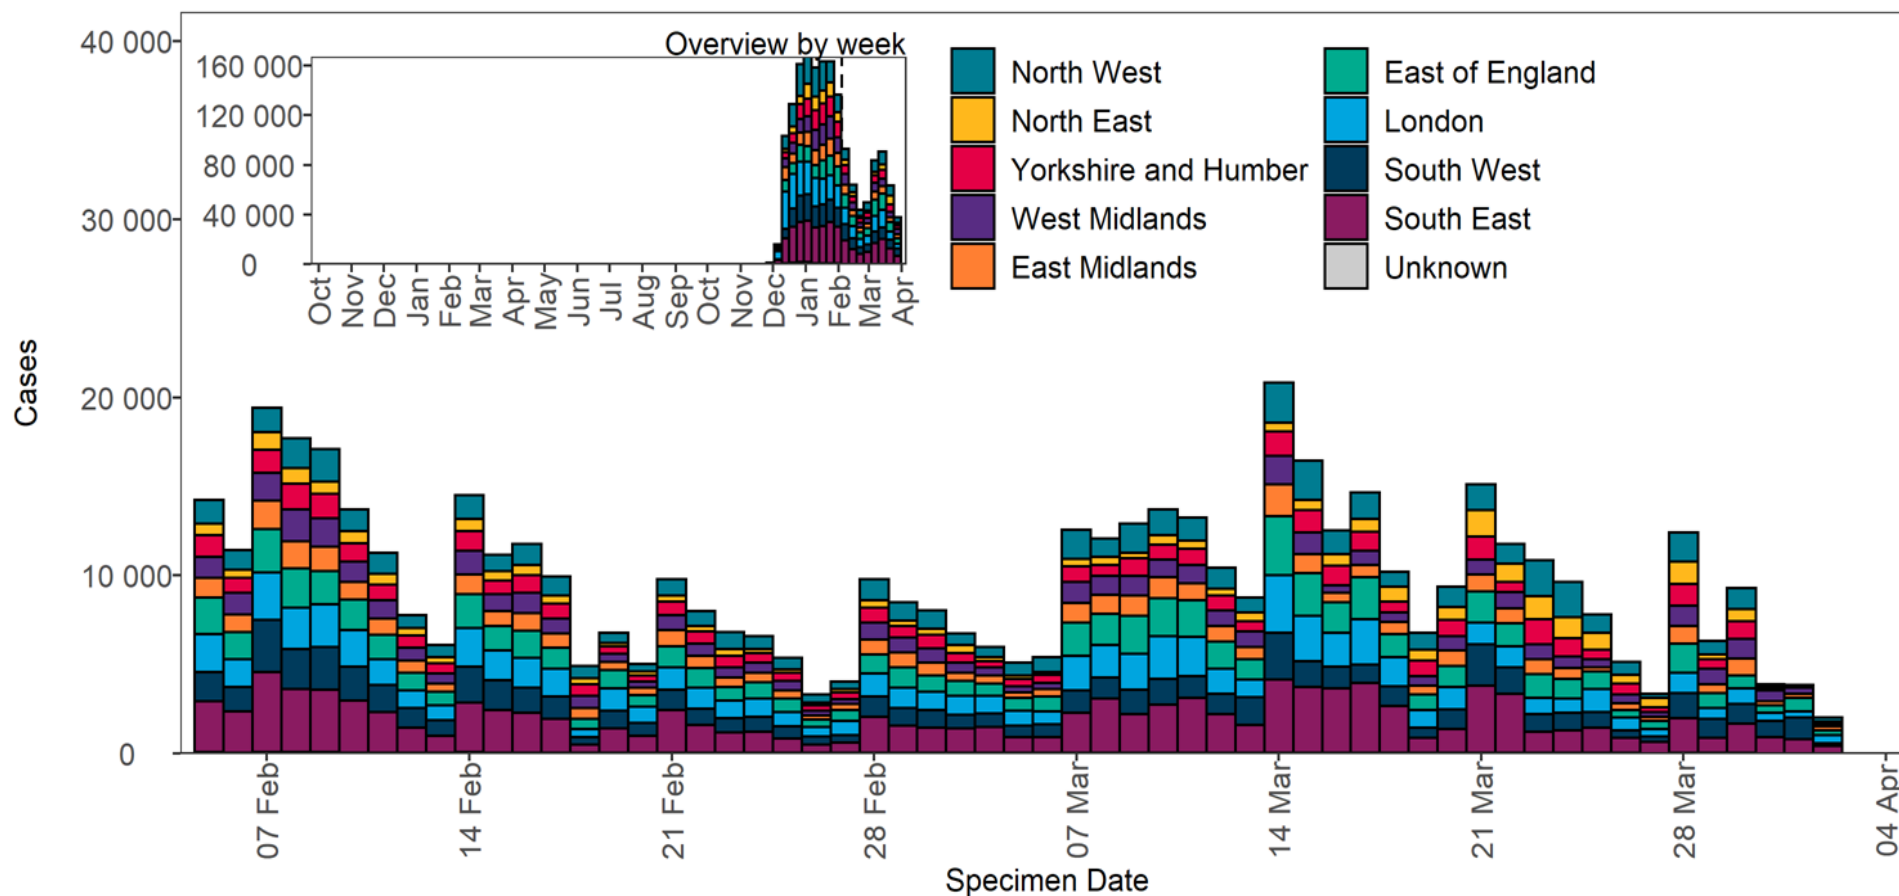 Overview by week
160 000
120 000
80 000
40 000
0
Oct
Nov
Dec
Jan
Feb
Mar
Apr
May
Jun
Jul
Aug
Sep
Oct
Nov
Dec
Jan
Feb
Mar
Apr
North West
North East
Yorkshire and Humber
West Midlands
East Midlands
East of England
London
South West
South East
Unknown
Cases
40 000
30 000
20 000
10 000
0
07 Feb
14 Feb
21 Feb
28 Feb
07 Mar
14 Mar
21 Mar
28 Mar
04 Apr
Specimen Date